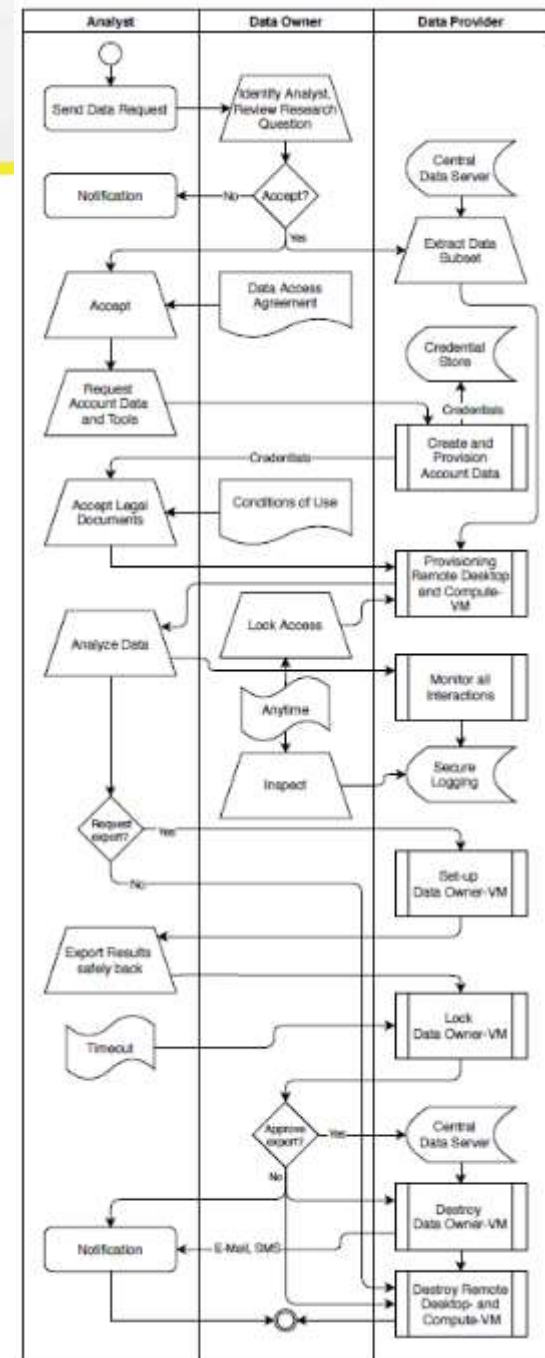 Analyst
Data Owner
Data Provider
Send Data Request
Identify Analyst,
Review Research
Question
Central
Data Server
Notification
No
Accept?
Yes
Extract Data
Subset
Accept
Data Access
Agreement
Credential
Store
Request
Account Data
and Tools
Credentials
Create and
Provision
Account Data
Credentials
Accept Legal
Documents
Conditions of Use
Provisioning
Remote Desktop
and Compute-
VM
Lock Access
Analyze Data
Monitor all
Interactions
Anytime
Inspect
Secure
Logging
Request
export?
Yes
No
Set-up
Data Owner-VM
Export Results
safely back
Lock
Data Owner-VM
Timeout
Approve
export?
Yes
Central
Data Server
No
Destroy
Data Owner-VM
Notification
E-Mail, SMS
Destroy Remote
Desktop- and
Compute-VM